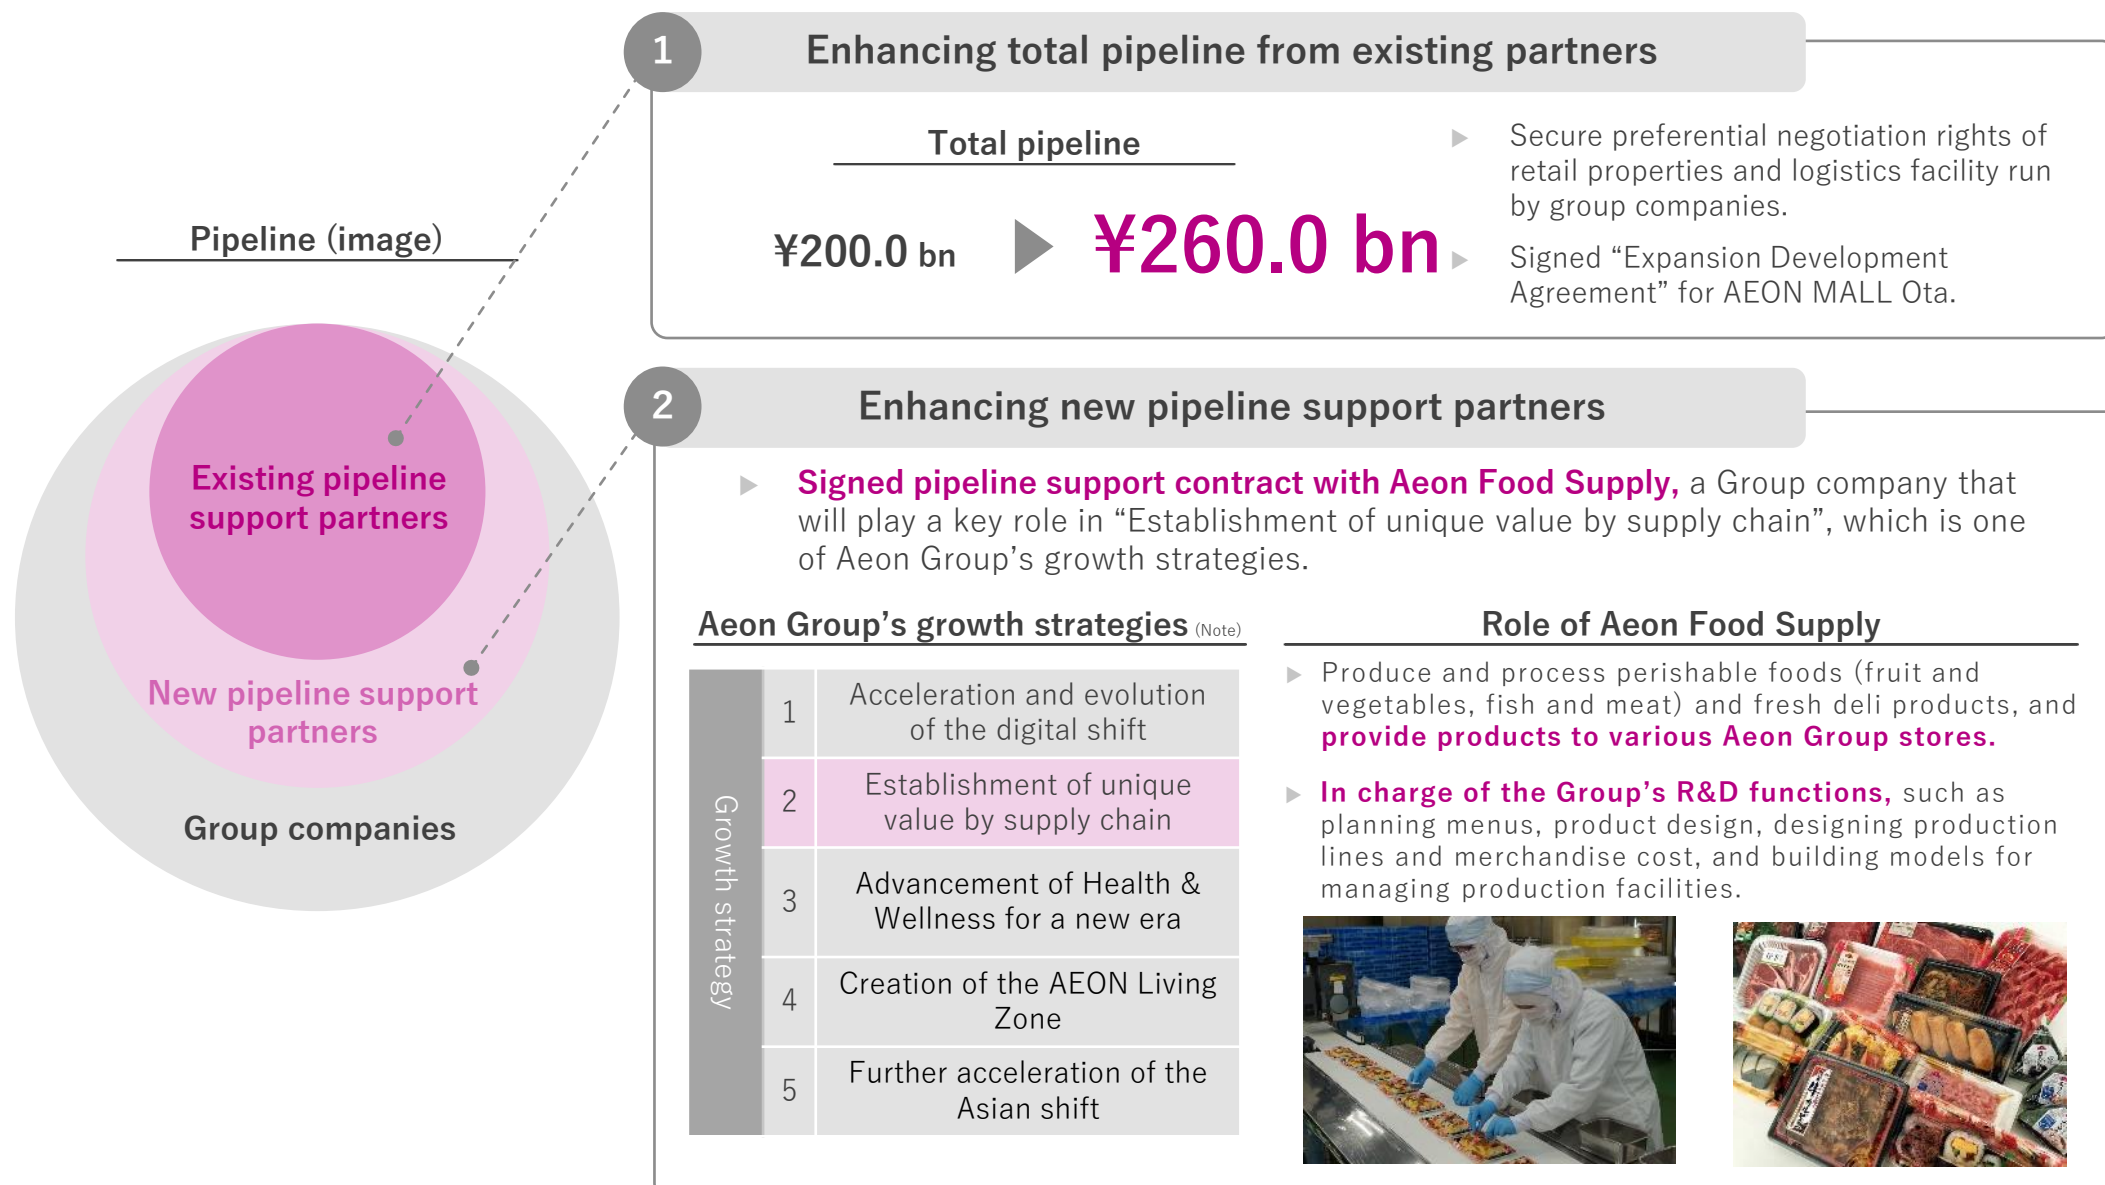 1
Enhancing total pipeline from existing partners
Total pipeline
¥200.0 bn
¥260.0 bn
Secure preferential negotiation rights of
retail properties and logistics facility run
by group companies.
Signed “Expansion Development
Agreement” for AEON MALL Ota.
Pipeline (image)
Existing pipeline
support partners
New pipeline support
partners
Group companies
2
Enhancing new pipeline support partners
Signed pipeline support contract with Aeon Food Supply, a Group company that
will play a key role in “Establishment of unique value by supply chain”, which is one
of Aeon Group’s growth strategies.
Aeon Group’s growth strategies (Note)
Growth strategy
1
Acceleration and evolution
of the digital shift
2
Establishment of unique
value by supply chain
3
Advancement of Health &
Wellness for a new era
4
Creation of the AEON Living
Zone
5
Further acceleration of the
Asian shift
Role of Aeon Food Supply
Produce and process perishable foods (fruit and
vegetables, fish and meat) and fresh deli products, and
provide products to various Aeon Group stores.
In charge of the Group’s R&D functions, such as
planning menus, product design, designing production
lines and merchandise cost, and building models for
managing production facilities.